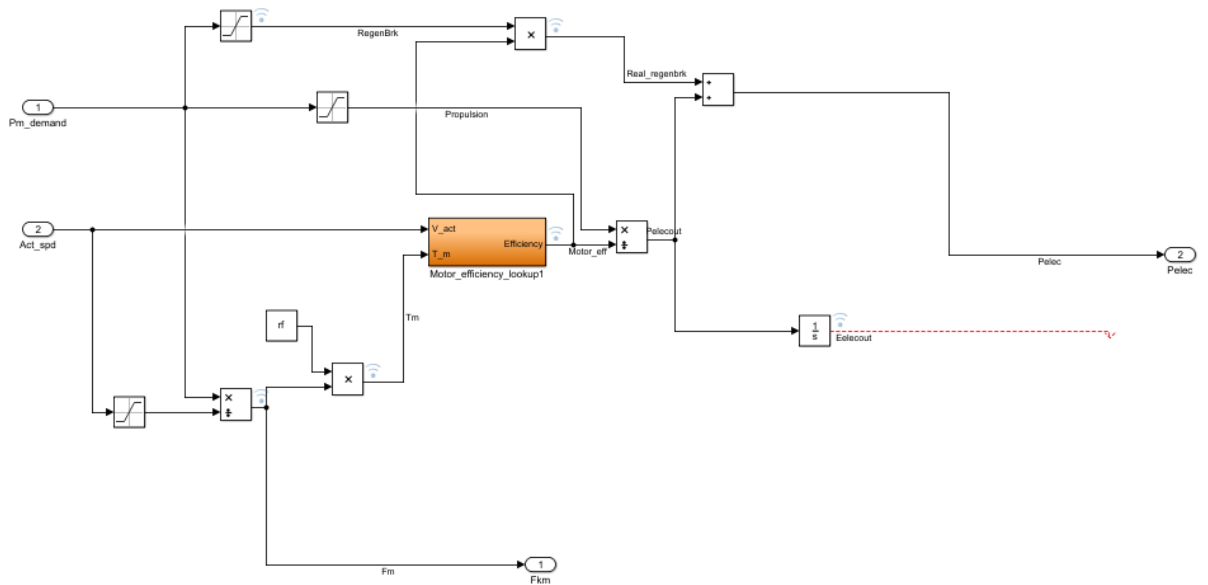 RegenBrk
×
Real_regenbrk
+
+
1
Pm_demand
Propulsion
2
Act_spd
V_act
T_m
Efficiency
Motor_efficiency_lookup1
Motor_eff
×
÷
Pelecout
Pelec
2
Pelec
rf
Tm
1
s
Eelecout
×
×
÷
Fm
1
Fkm